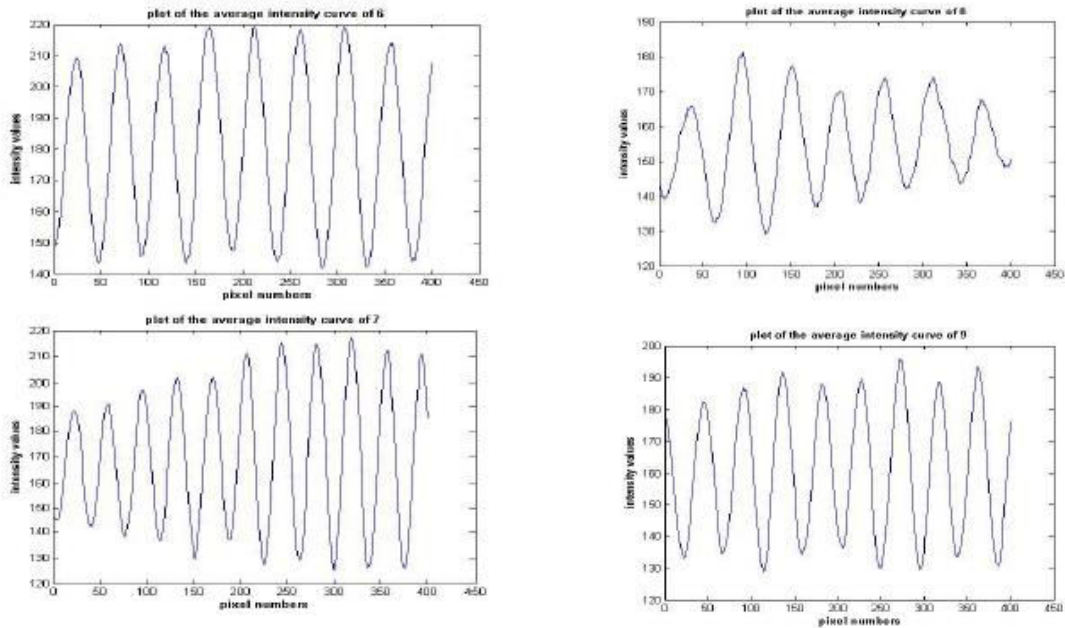 plot of the average intensity curve of 6
220
210
200
190
180
170
160
150
140
0 50 100 150 200 250 300 350 400 450
intensity values
pixel numbers
plot of the average intensity curve of 8
190
180
170
160
150
140
130
120
0 50 100 150 200 250 300 350 400 450
intensity values
pixel numbers
plot of the average intensity curve of 7
220
210
200
190
180
170
160
150
140
130
120
0 50 100 150 200 250 300 350 400 450
intensity values
pixel numbers
plot of the average intensity curve of 9
200
190
180
170
160
150
140
130
120
0 50 100 150 200 250 300 350 400 450
intensity values
pixel numbers